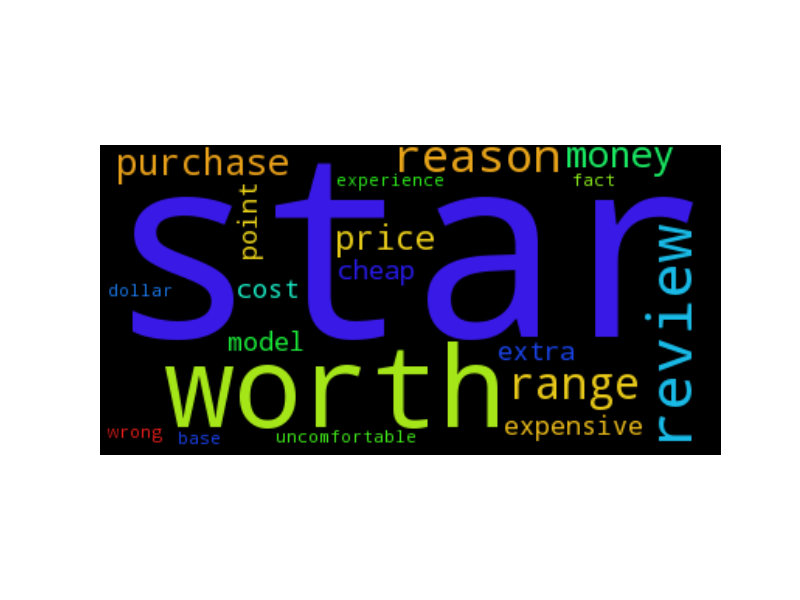 purchase
reason
money
experience
fact
star
point
price
cheap
dollar
cost
review
model
extra
worth
range
expensive
wrong
base
uncomfortable